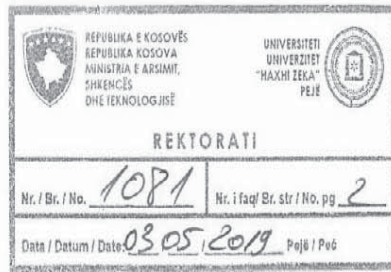 REPUBLIKA E KOSOVËS
REPUBLIKA KOSOVA
MINISTRIA E ARSIMIT,
SHKENCËS
DHE TEKNOLOGJISË
UNIVERSITETI
UNIVERZITET
"HAXHI ZEKA"
PEJË
REKTORATI
Nr. / Br. / No. 1081
Nr. i faq/ Br. str / No. pg 2
Data / Datum / Date: 03 05 / 2019 Pejë / Peć